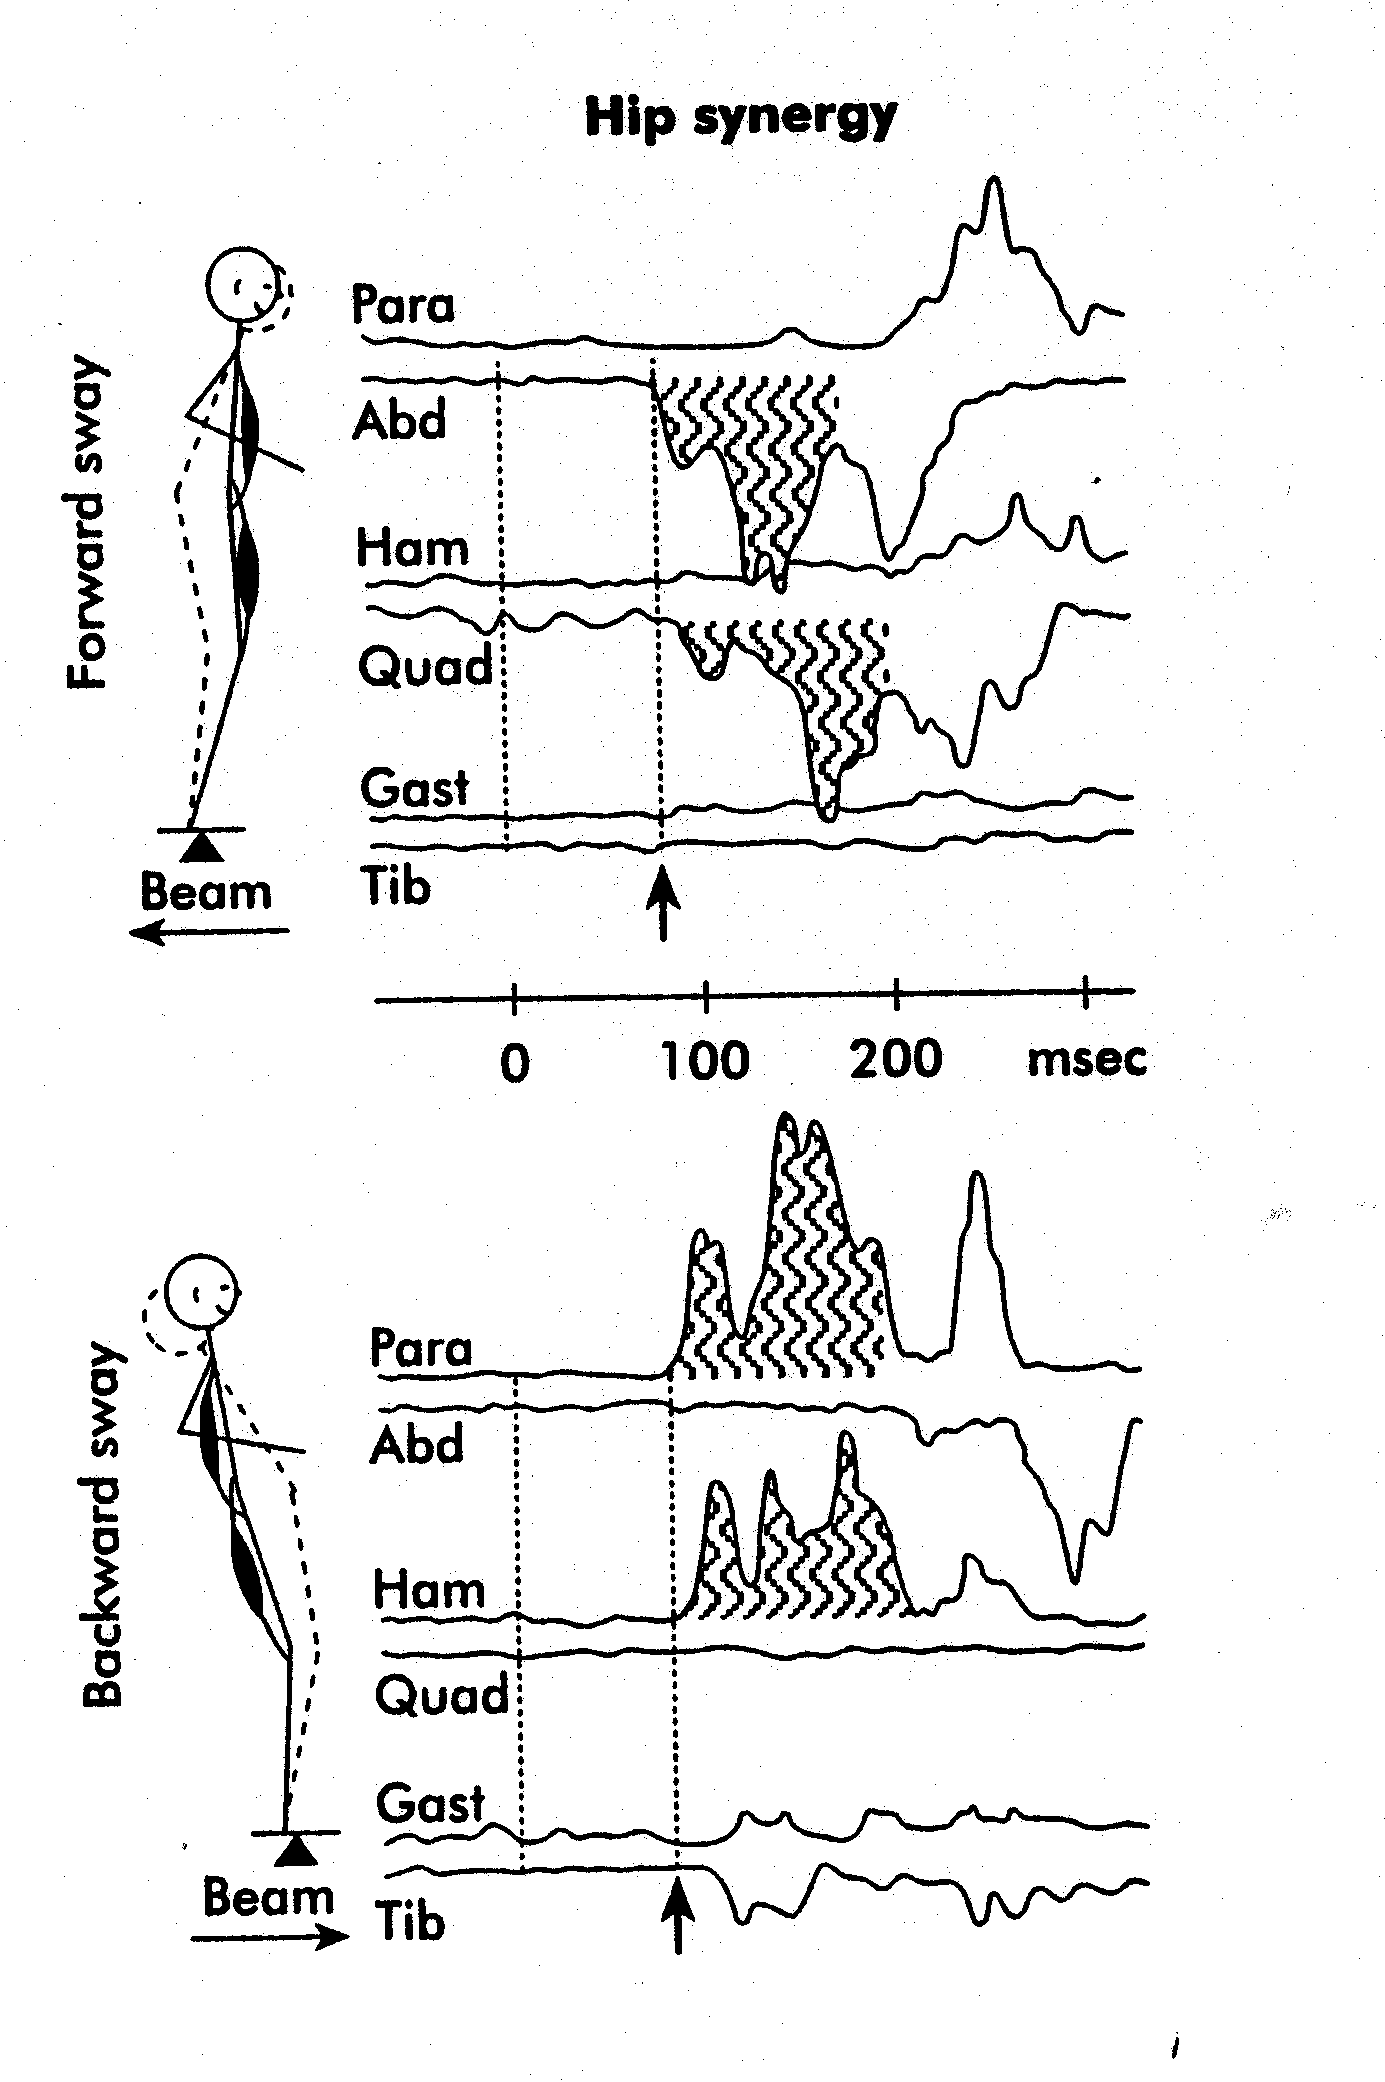 Hip synergy
Forward sway
Para
Abd
Ham
Quad
Gast
Tib
Beam
0 100 200 msec
Backward sway
Para
Abd
Ham
Quad
Gast
Tib
Beam